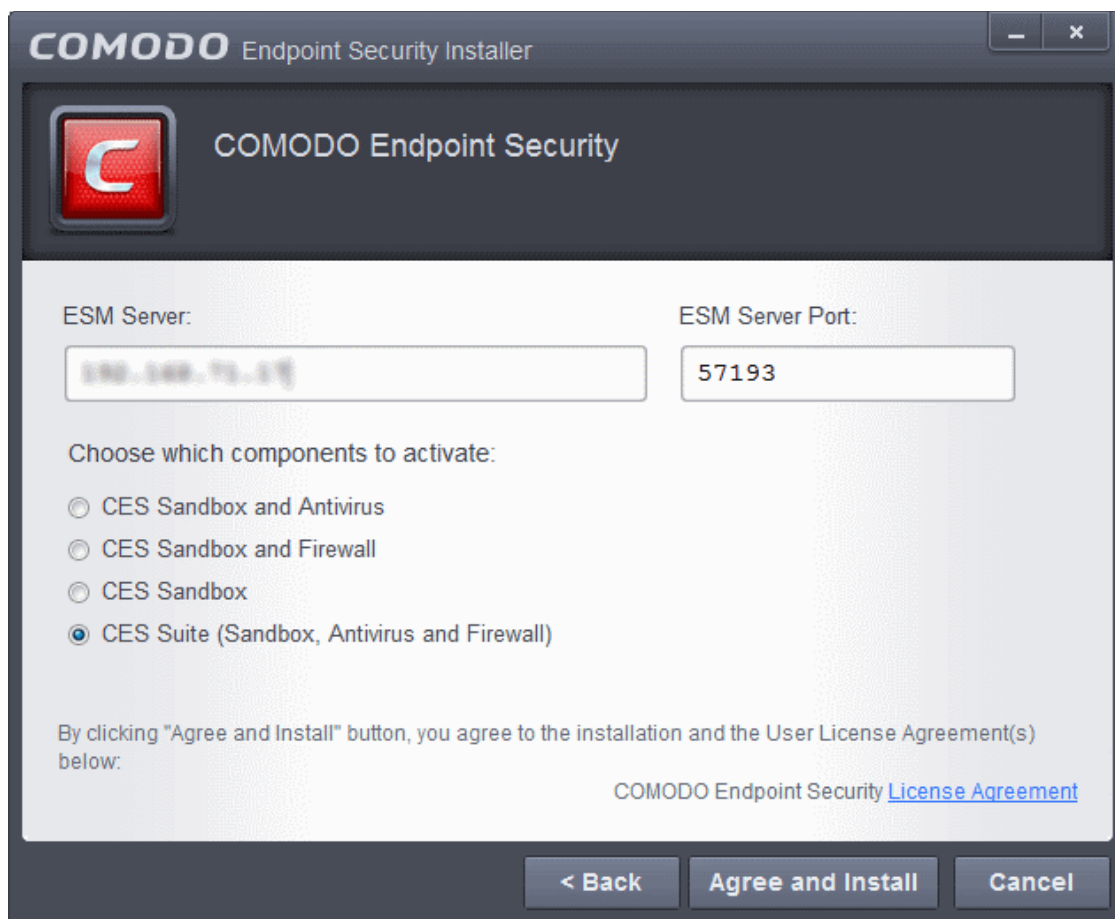 COMODO Endpoint Security Installer
COMODO Endpoint Security
ESM Server:
ESM Server Port:
57193
Choose which components to activate:
CES Sandbox and Antivirus
CES Sandbox and Firewall
CES Sandbox
CES Suite (Sandbox, Antivirus and Firewall)
By clicking "Agree and Install" button, you agree to the installation and the User License Agreement(s)
below:
COMODO Endpoint Security License Agreement
< Back
Agree and Install
Cancel